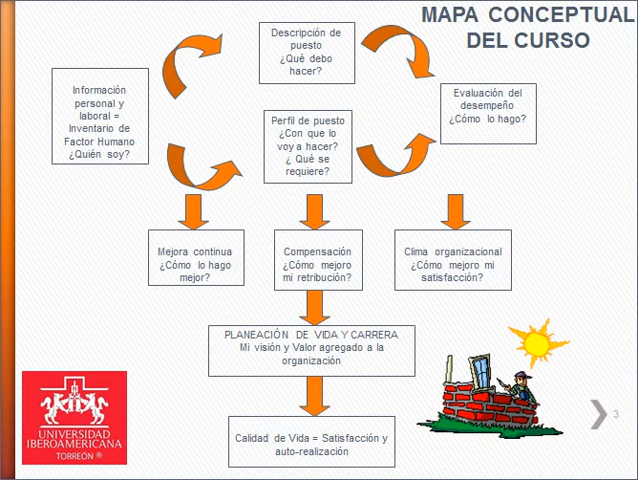 MAPA CONCEPTUAL
DEL CURSO
Descripción de
puesto
¿Qué debo
hacer?
Información
personal y
laboral =
Inventario de
Factor Humano
¿Quién soy?
Perfil de puesto
¿Con que lo
voy a hacer?
¿ Qué se
requiere?
Evaluación del
desempeño
¿Cómo lo hago?
Mejora continua
¿Cómo lo hago
mejor?
Compensación
¿Cómo mejoro
mi retribución?
Clima organizacional
¿Cómo mejoro mi
satisfacción?
PLANEACIÓN DE VIDA Y CARRERA
Mi visión y Valor agregado a la
organización
Calidad de Vida = Satisfacción y
auto-realización
UNIVERSIDAD
IBEROAMERICANA
TORREÓN ®
3